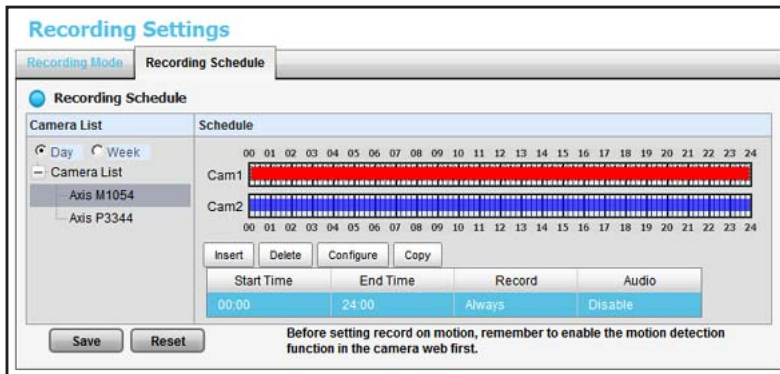 Recording Settings
Recording Mode Recording Schedule
Recording Schedule
Camera List Schedule
Day Week
Camera List
Axis M1054
Axis P3344
00 01 02 03 04 05 06 07 08 09 10 11 12 13 14 15 16 17 18 19 20 21 22 23 24
Cam1
Cam2
00 01 02 03 04 05 06 07 08 09 10 11 12 13 14 15 16 17 18 19 20 21 22 23 24
Insert Delete Configure Copy
Start Time End Time Record Audio
00:00 24:00 Always Disable
Save Reset
Before setting record on motion, remember to enable the motion detection
function in the camera web first.